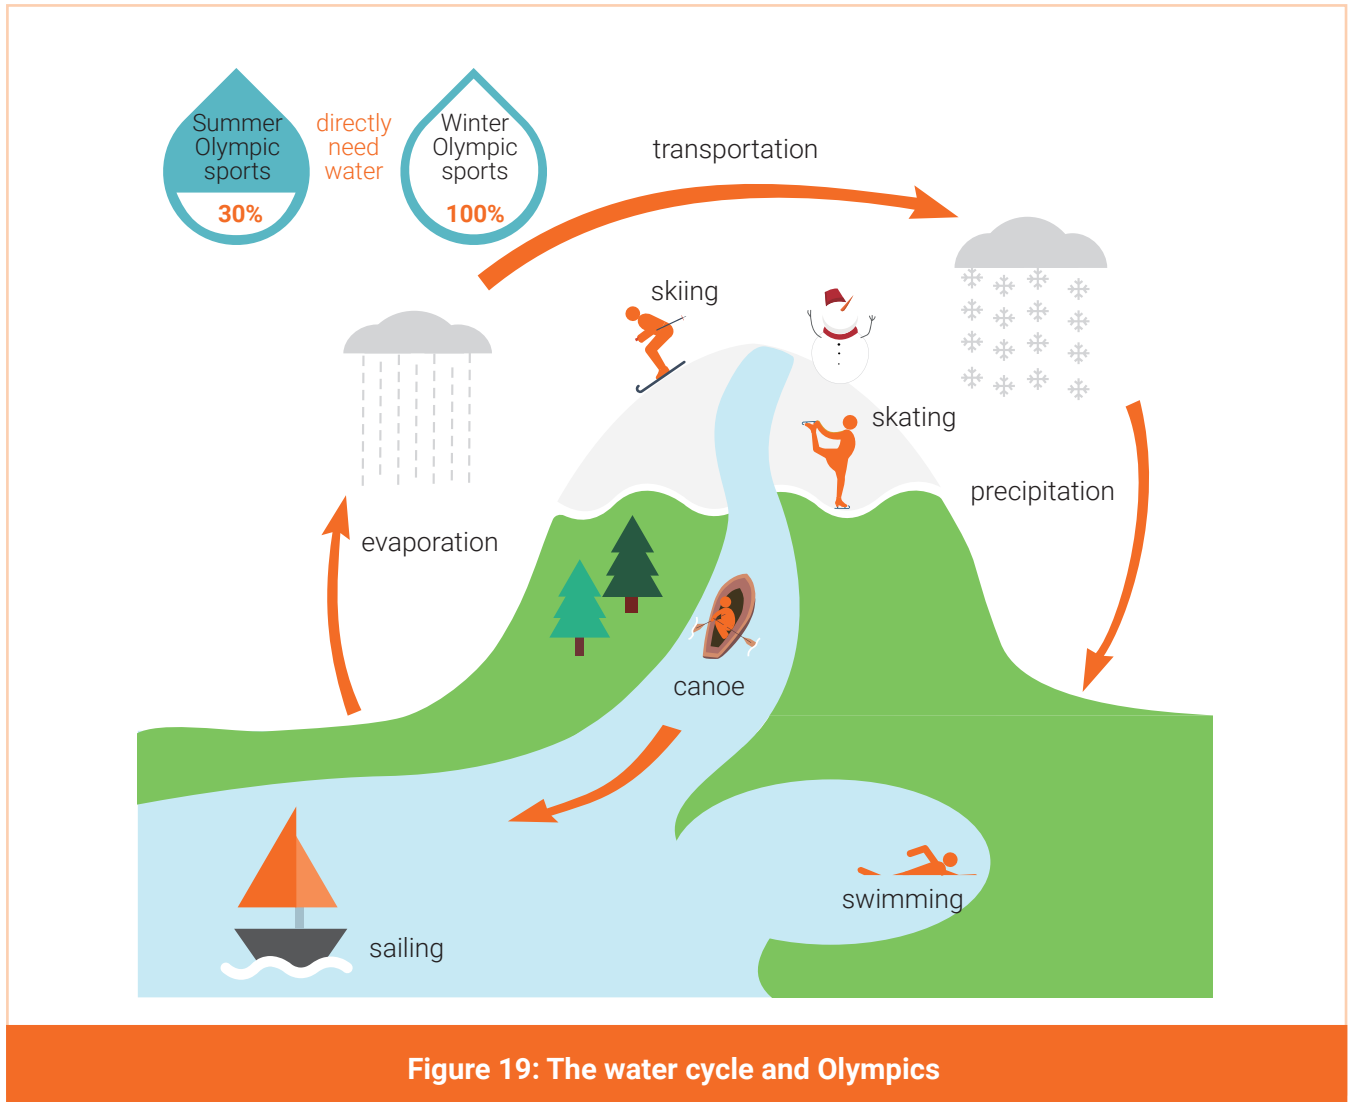 Summer
Olympic
sports
30%
directly
need
water
Winter
Olympic
sports
100%
transportation
skiing
skating
precipitation
evaporation
canoe
swimming
sailing
Figure 19: The water cycle and Olympics